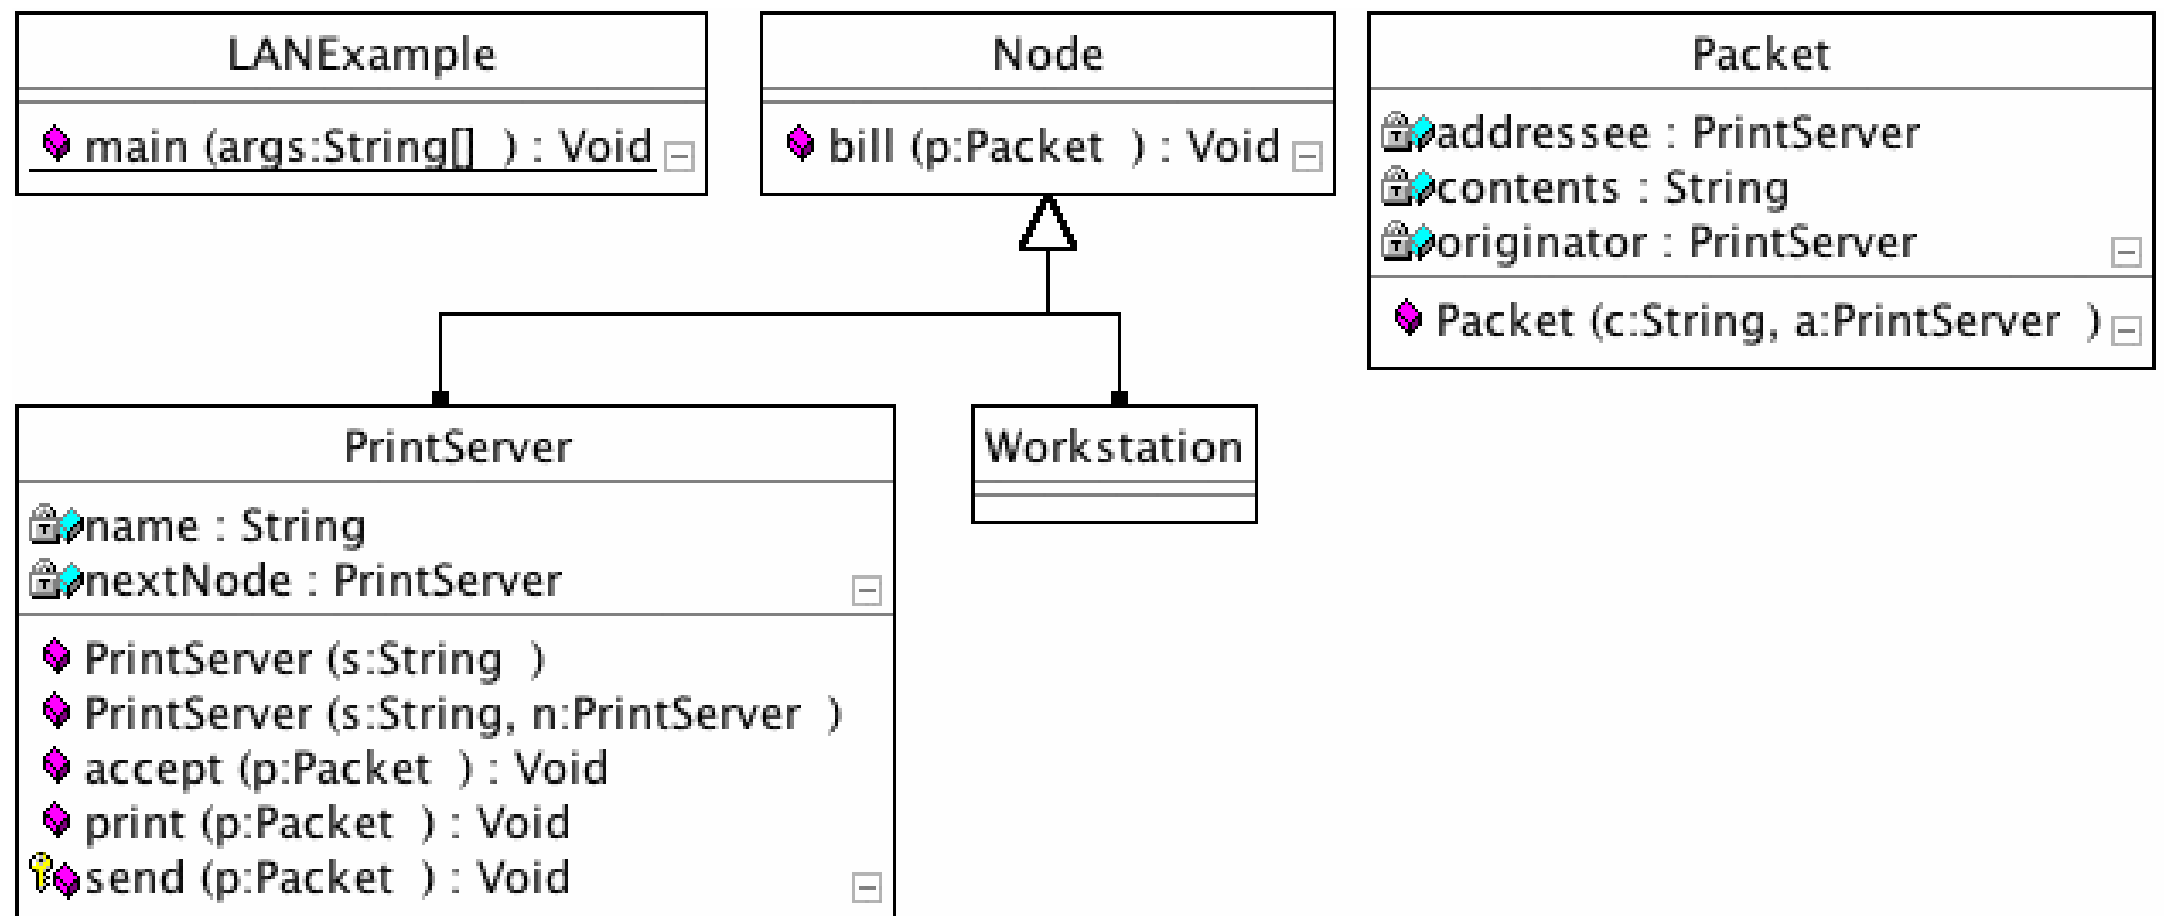 LANExample
main (args:String[] ) : Void
Node
bill (p:Packet ) : Void
Packet
addressee : PrintServer
contents : String
originator : PrintServer
Packet (c:String, a:PrintServer )
PrintServer
name : String
nextNode : PrintServer
PrintServer (s:String )
PrintServer (s:String, n:PrintServer )
accept (p:Packet ) : Void
print (p:Packet ) : Void
send (p:Packet ) : Void
Workstation